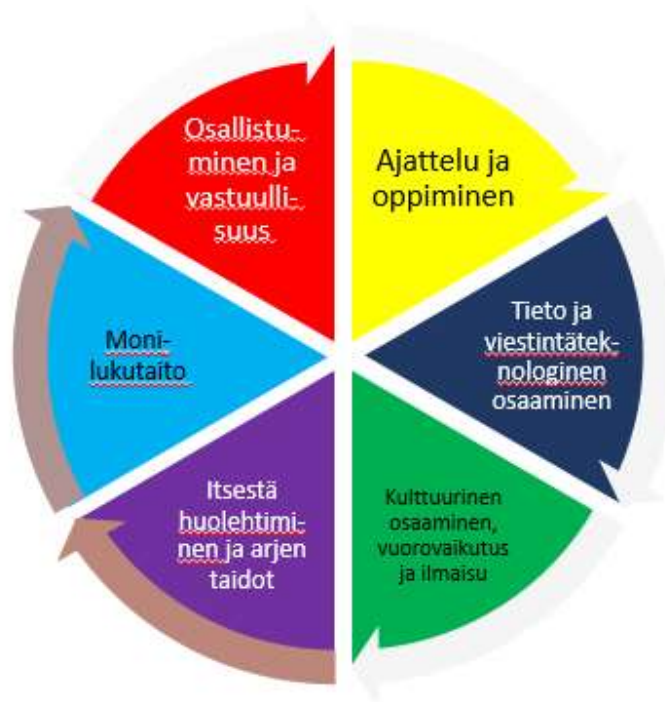 Osallistu-
minen ja
vastuulli-
suus
Ajattelu ja
oppiminen
Tieto ja
viestintätek-
nologinen
osaaminen
Kulttuurinen
osaaminen,
vuorovaikutus
ja ilmaisu
Itsestä
huolehtimi-
nen ja arjen
taidot
Moni-
lukutaito